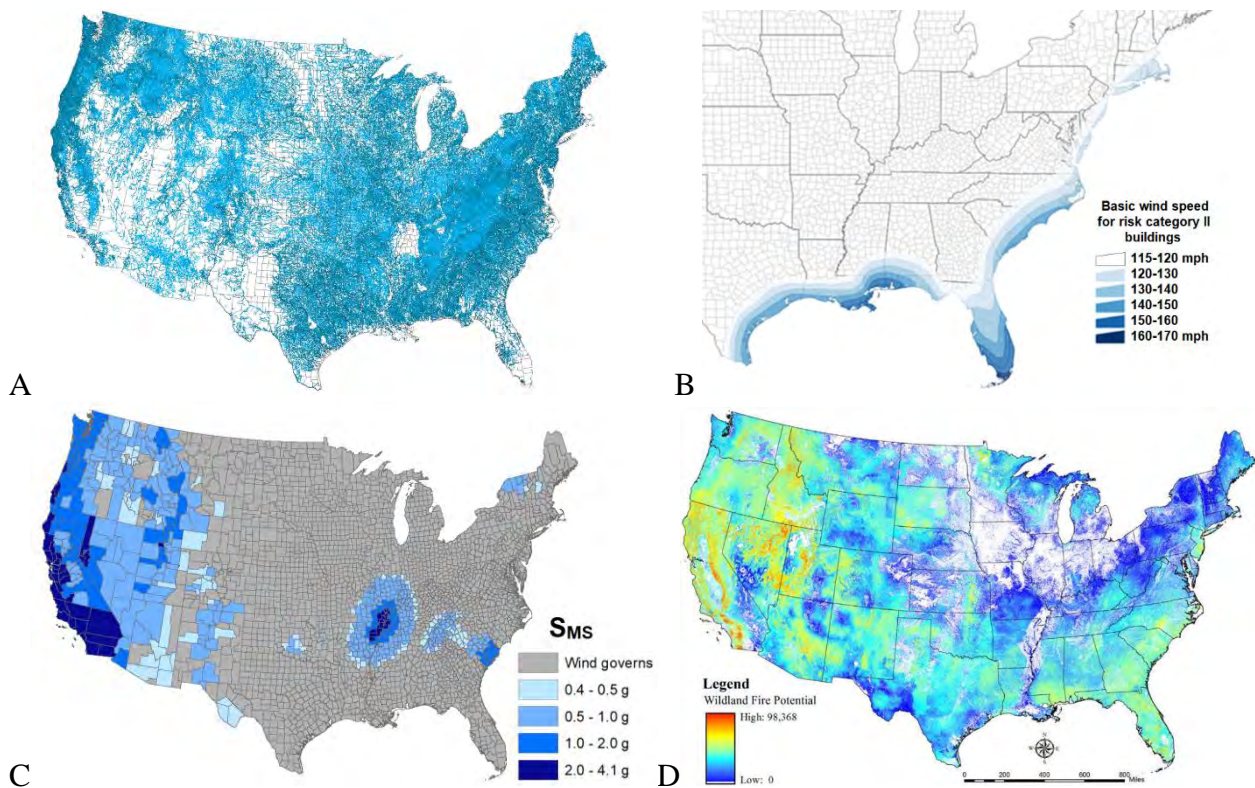 A
Basic wind speed
for risk category II
buildings
115-120 mph
120-130
130-140
140-150
150-160
160-170 mph
B
SMS
Wind governs
0.4 - 0.5 g
0.5 - 1.0 g
1.0 - 2.0 g
2.0 - 4.1 g
C
Legend
Wildland Fire Potential
High: 98,368
Low: 0
N
W E
S
0 200 400 600 800
Miles
D